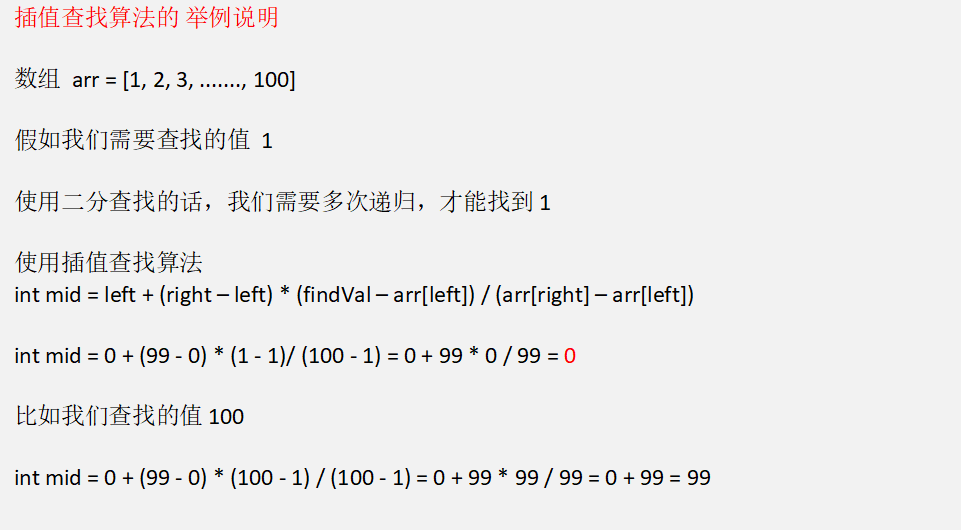 插值查找算法的 举例说明
数组 arr = [1, 2, 3, ......., 100]
假如我们需要查找的值 1
使用二分查找的话，我们需要多次递归，才能找到 1
使用插值查找算法
int mid = left + (right – left) * (findVal – arr[left]) / (arr[right] – arr[left])
int mid = 0 + (99 - 0) * (1 - 1)/ (100 - 1) = 0 + 99 * 0 / 99 = 0
比如我们查找的值 100
int mid = 0 + (99 - 0) * (100 - 1) / (100 - 1) = 0 + 99 * 99 / 99 = 0 + 99 = 99